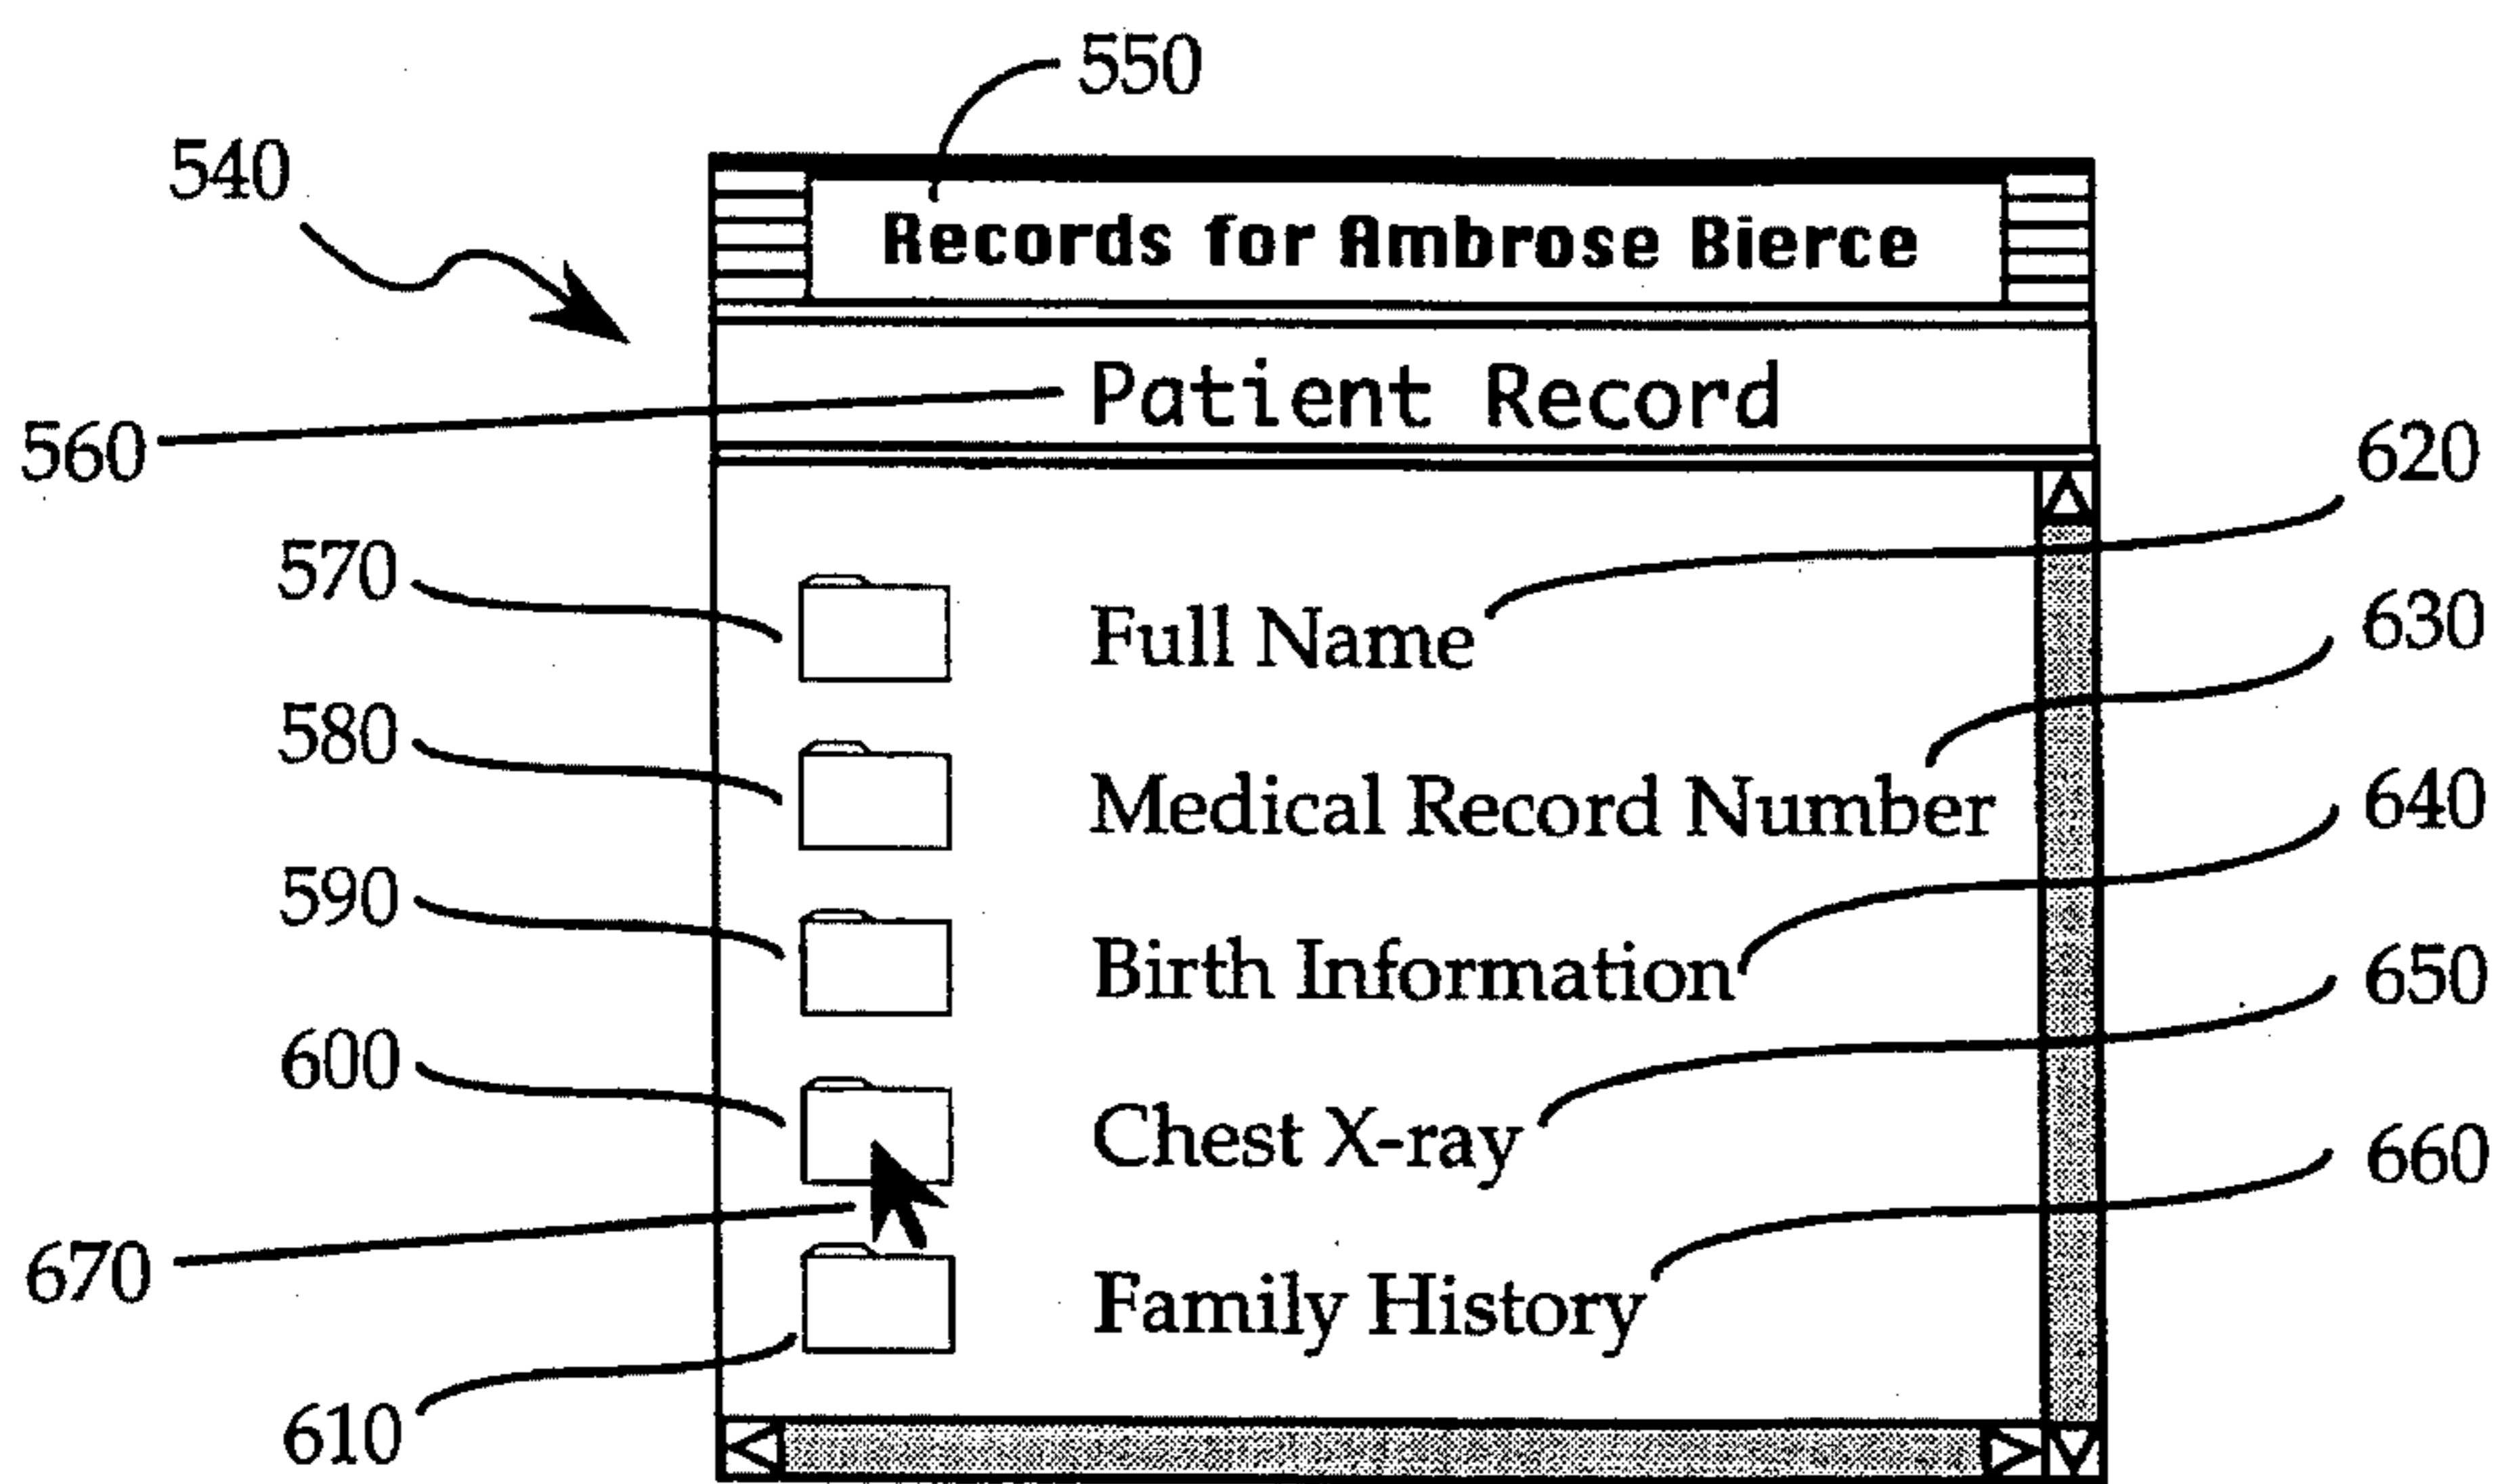 550
540
Records for Ambrose Bierce
Patient Record
560
620
570
Full Name
630
580
Medical Record Number
640
590
Birth Information
650
600
Chest X-ray
660
670
Family History
610